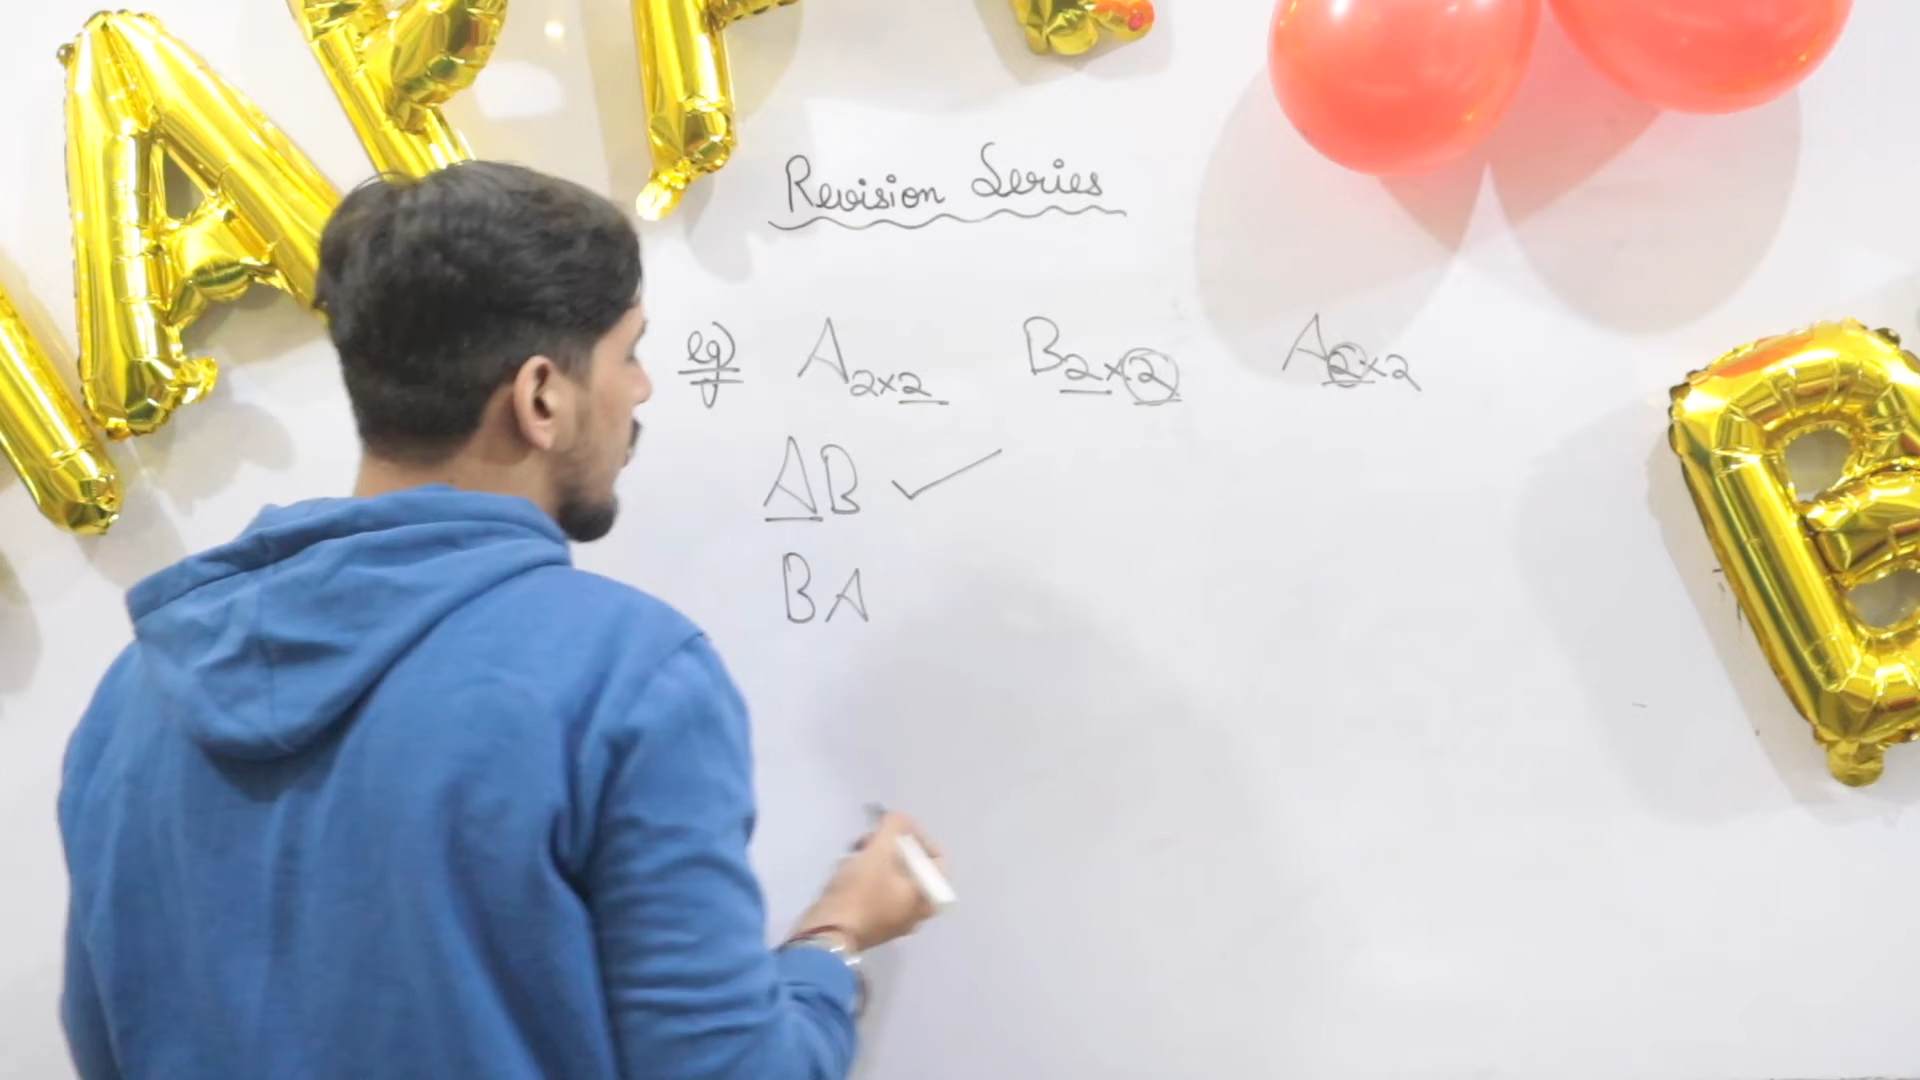 Revision Series
eg) A2×2 B2×2 A2×2
AB ✓
BA
A
B